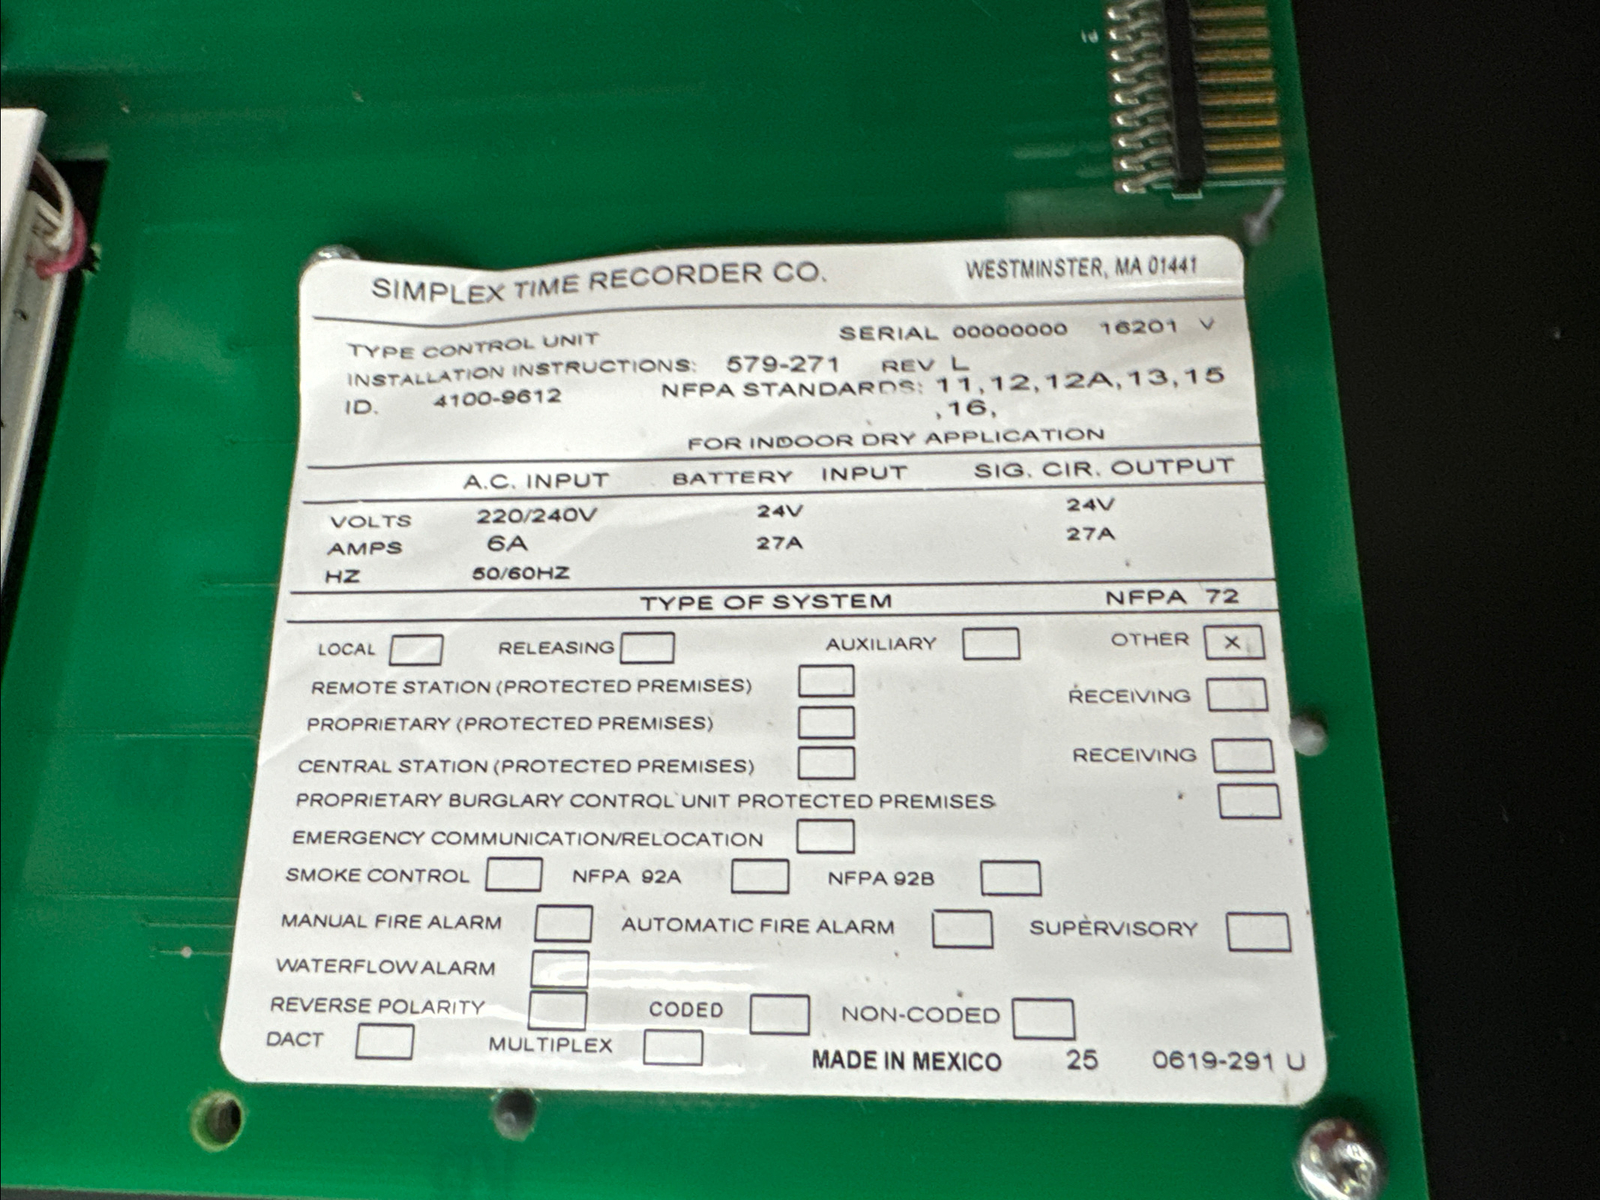 P1
SIMPLEX TIME RECORDER CO. WESTMINSTER, MA 01441
TYPE CONTROL UNIT SERIAL 00000000 16201 V
INSTALLATION INSTRUCTIONS: 579-271 REV L
ID. 4100-9612 NFPA STANDARDS: 11,12,12A,13,15
,16,
FOR INDOOR DRY APPLICATION
A.C. INPUT BATTERY INPUT SIG. CIR. OUTPUT
VOLTS 220/240V 24V 24V
AMPS 6A 27A 27A
HZ 50/60HZ
TYPE OF SYSTEM NFPA 72
LOCAL RELEASING AUXILIARY OTHER X
REMOTE STATION (PROTECTED PREMISES) RECEIVING
PROPRIETARY (PROTECTED PREMISES)
CENTRAL STATION (PROTECTED PREMISES) RECEIVING
PROPRIETARY BURGLARY CONTROL UNIT PROTECTED PREMISES
EMERGENCY COMMUNICATION/RELOCATION
SMOKE CONTROL NFPA 92A NFPA 92B
MANUAL FIRE ALARM AUTOMATIC FIRE ALARM SUPERVISORY
WATERFLOW ALARM
REVERSE POLARITY CODED NON-CODED
DACT MULTIPLEX MADE IN MEXICO 25 0619-291 U